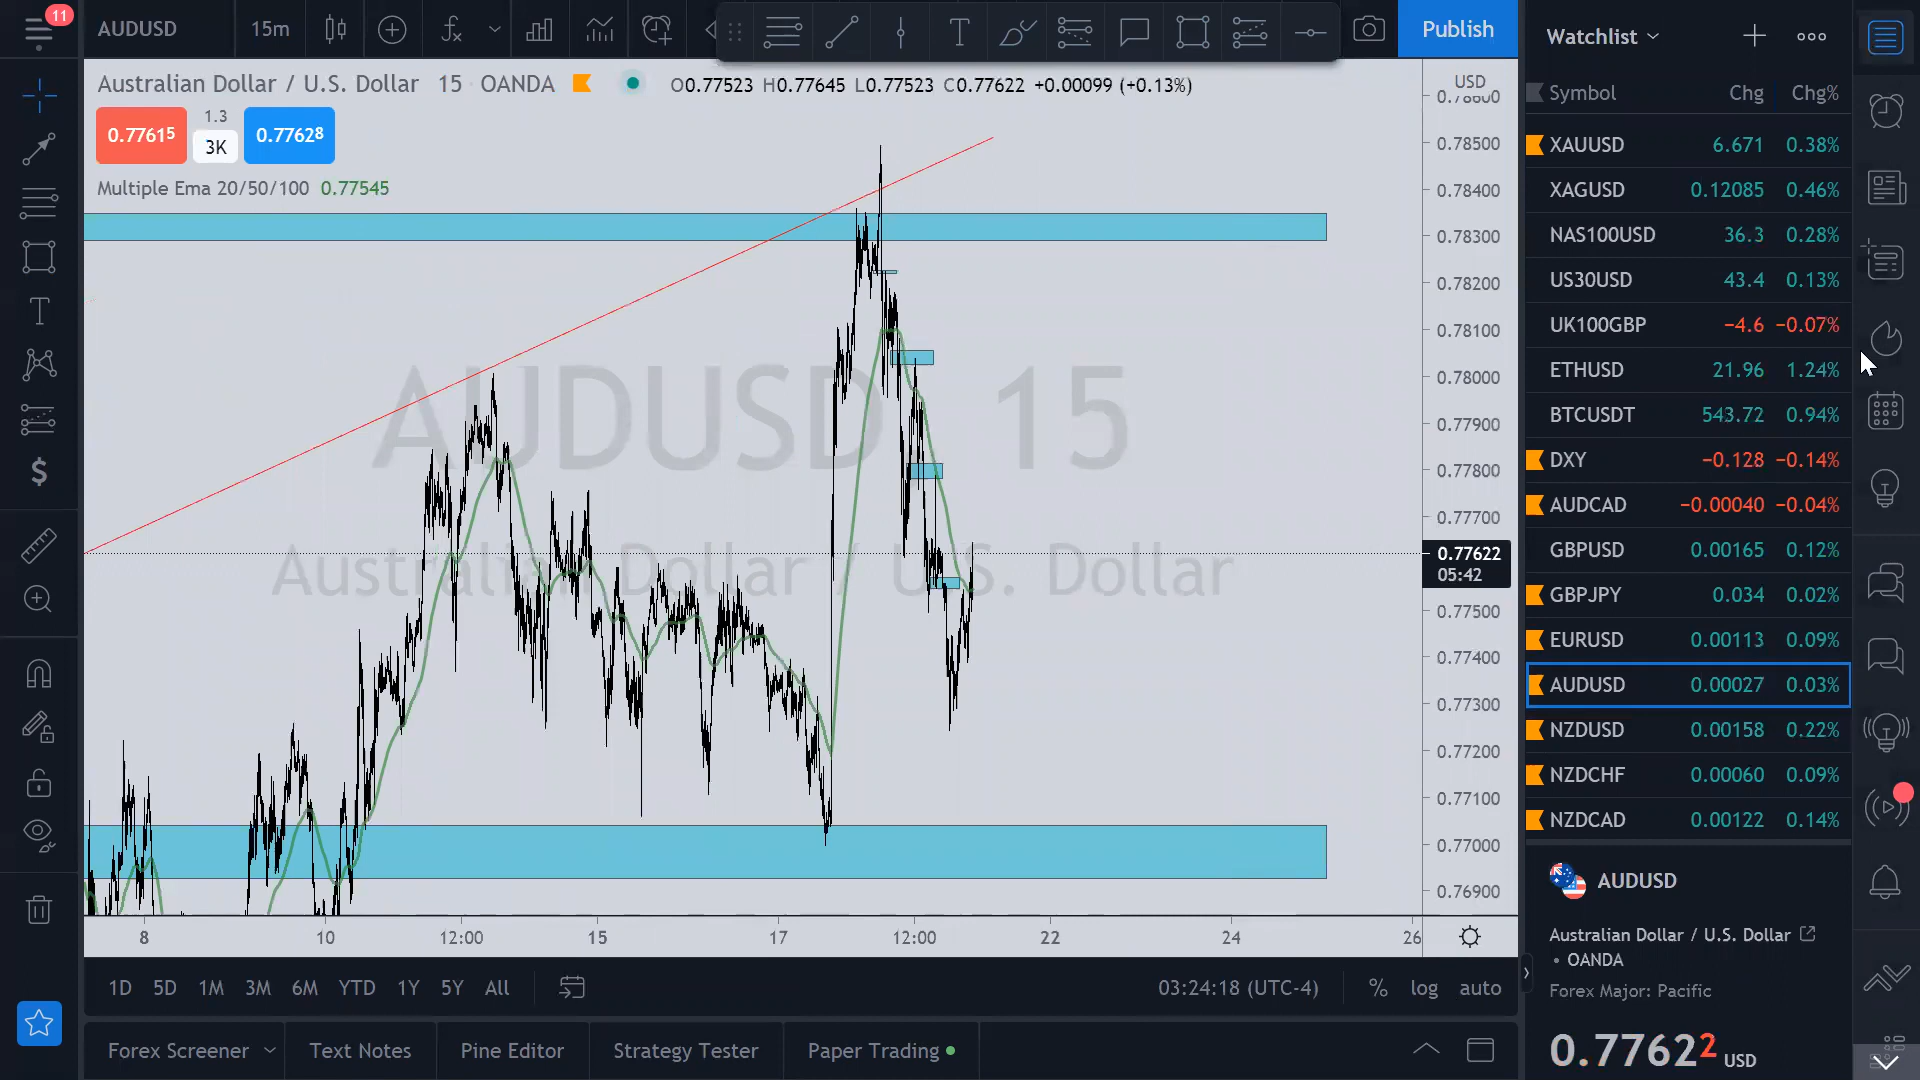 11
AUDUSD 15m
Publish
Australian Dollar / U.S. Dollar 15 OANDA O0.77523 H0.77645 L0.77523 C0.77622 +0.00099 (+0.13%)
0.77615 1.3 3K 0.77628
Multiple Ema 20/50/100 0.77545
AUDUSD 15
Australian Dollar / U.S. Dollar
USD
0.78600
0.78500
0.78400
0.78300
0.78200
0.78100
0.78000
0.77900
0.77800
0.77700
0.77622
05:42
0.77500
0.77400
0.77300
0.77200
0.77100
0.77000
0.76900
8 10 12:00 15 17 12:00 22 24 26
1D 5D 1M 3M 6M YTD 1Y 5Y All 03:24:18 (UTC-4) % log auto
Forex Screener Text Notes Pine Editor Strategy Tester Paper Trading
Watchlist
Symbol Chg Chg%
XAUUSD 6.671 0.38%
XAGUSD 0.12085 0.46%
NAS100USD 36.3 0.28%
US30USD 43.4 0.13%
UK100GBP −4.6 −0.07%
ETHUSD 21.96 1.24%
BTCUSDT 543.72 0.94%
DXY −0.128 −0.14%
AUDCAD −0.00040 −0.04%
GBPUSD 0.00165 0.12%
GBPJPY 0.034 0.02%
EURUSD 0.00113 0.09%
AUDUSD 0.00027 0.03%
NZDUSD 0.00158 0.22%
NZDCHF 0.00060 0.09%
NZDCAD 0.00122 0.14%
AUDUSD
Australian Dollar / U.S. Dollar
• OANDA
Forex Major: Pacific
0.77622 USD